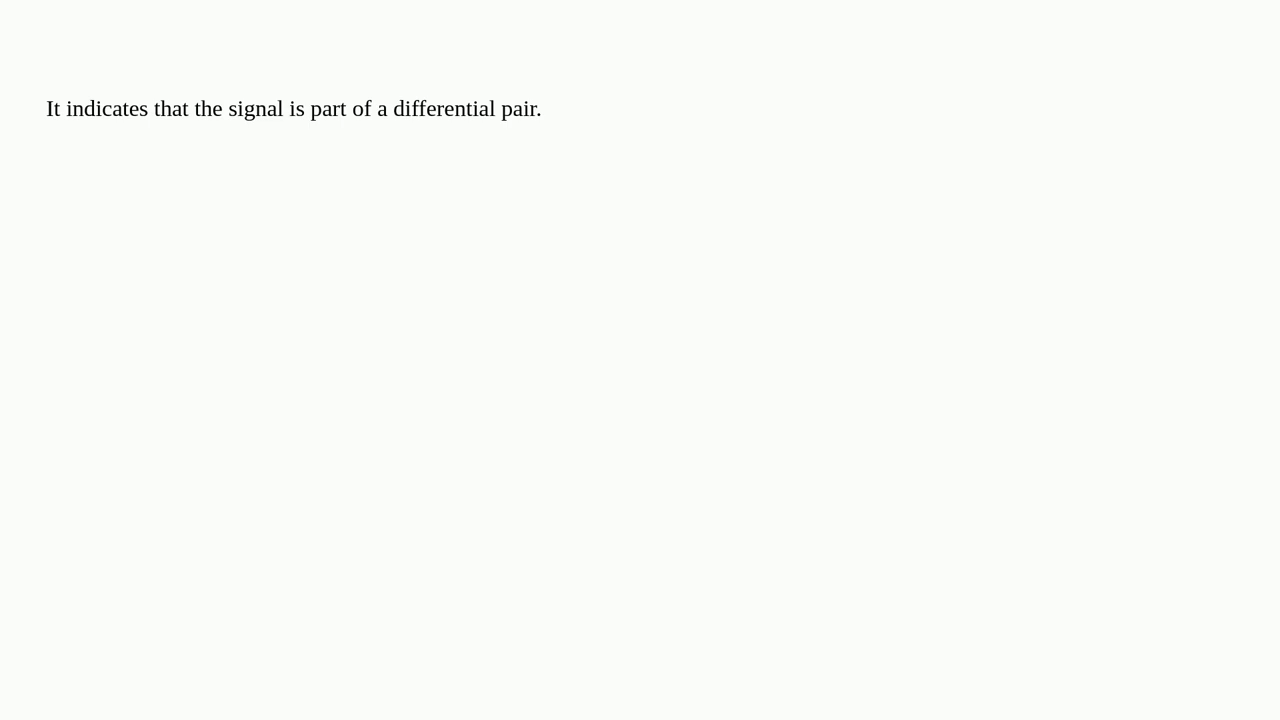 It indicates that the signal is part of a differential pair.